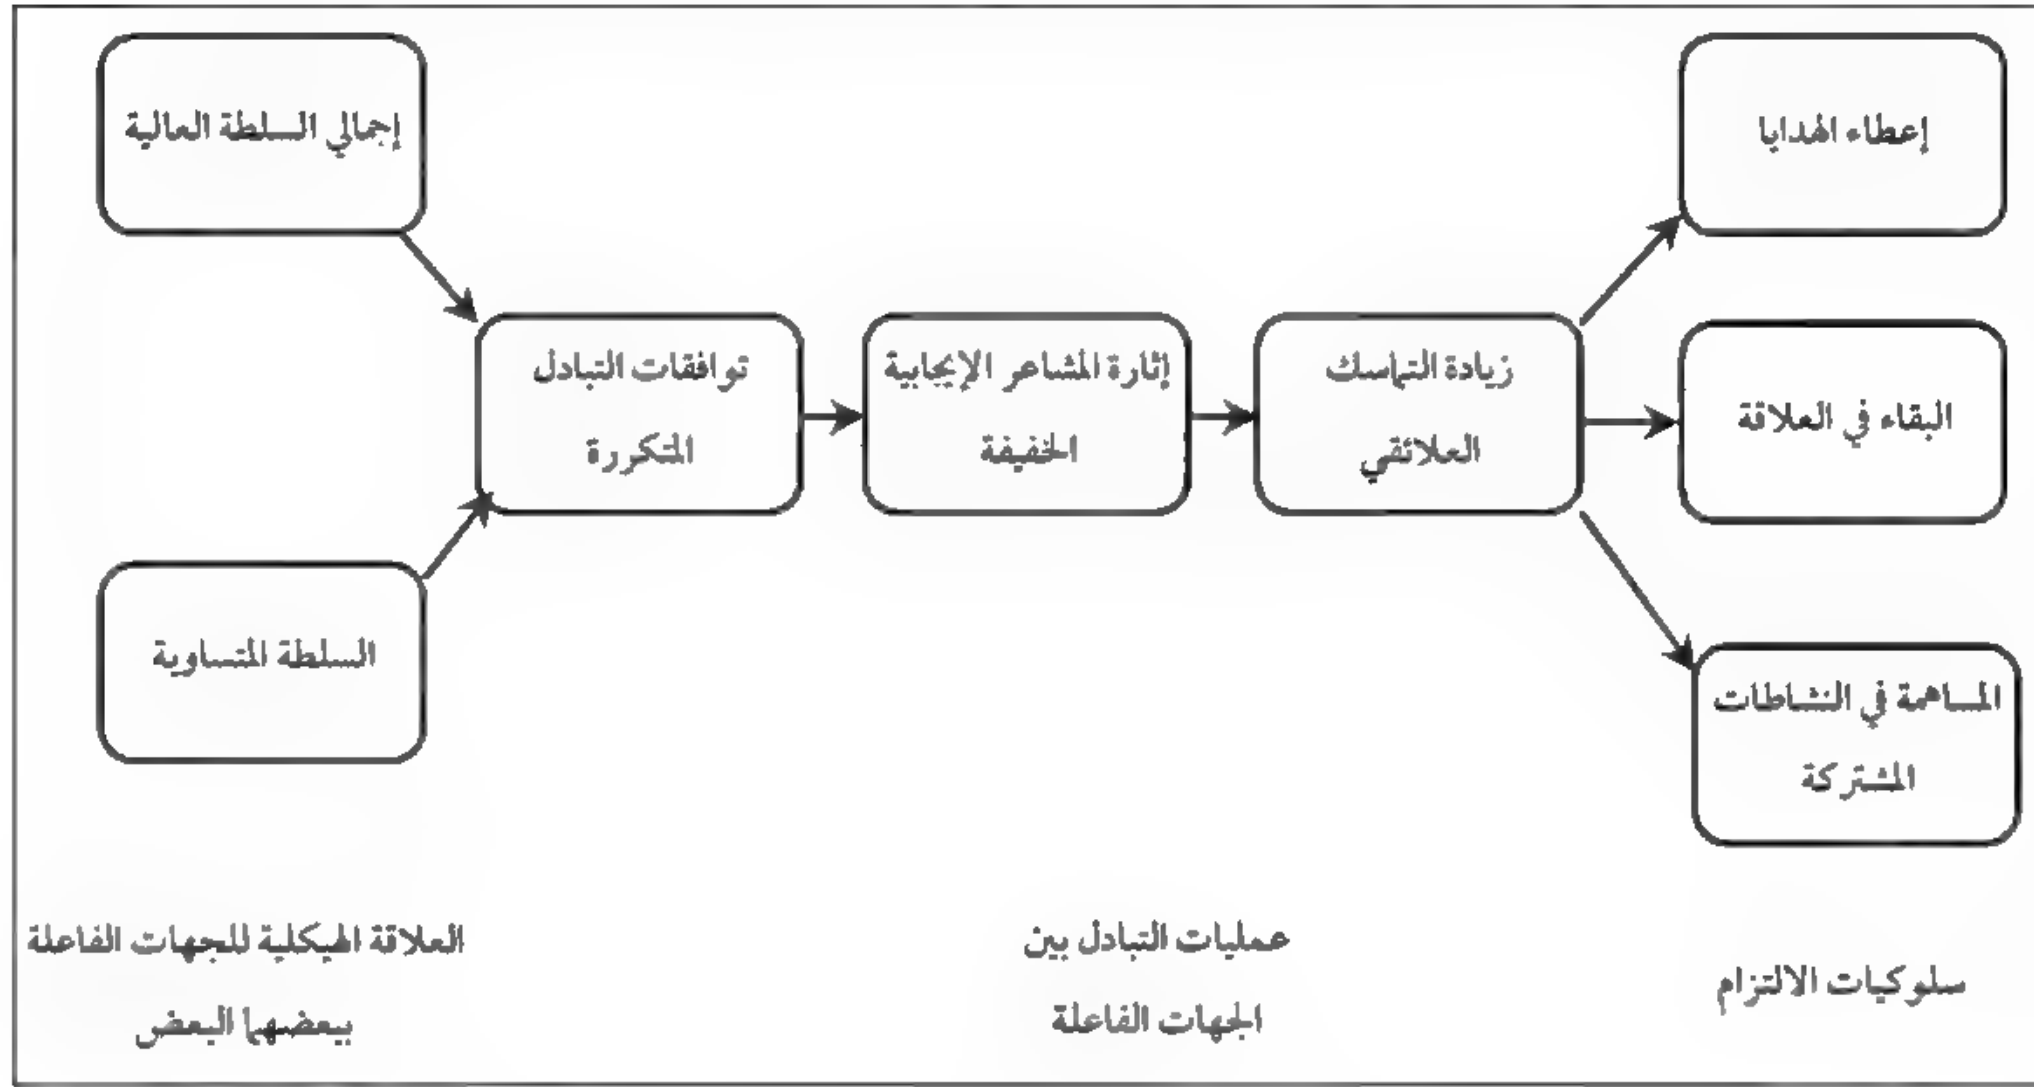 إجمالي السلطة العالية
إعطاء الهدايا
توافقات التبادل
المتكررة
إثارة المشاعر الإيجابية
الخفيفة
زيادة التماسك
العلائقي
البقاء في العلاقة
السلطة المتساوية
المساهمة في النشاطات
المشتركة
العلاقة الهيكلية للجهات الفاعلة
ببعضهما البعض
عمليات التبادل بين
الجهات الفاعلة
سلوكيات الالتزام